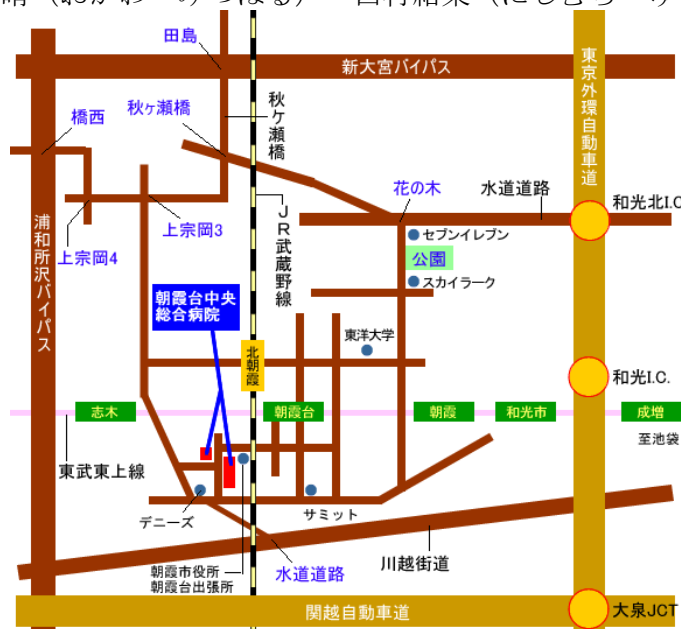 田島
新大宮バイパス
東京外環自動車道
橋西
秋ヶ瀬橋
秋ケ瀬橋
花の木
水道道路
和光北I.C
浦和所沢バイパス
上宗岡4
上宗岡3
JR武蔵野線
セブンイレブン
公園
スカイラーク
朝霞台中央
総合病院
東洋大学
北朝霞
和光I.C.
志木
朝霞台
朝霞
和光市
成増
至池袋
東武東上線
デニーズ
サミット
川越街道
朝霞市役所
朝霞台出張所
水道道路
関越自動車道
大泉JCT